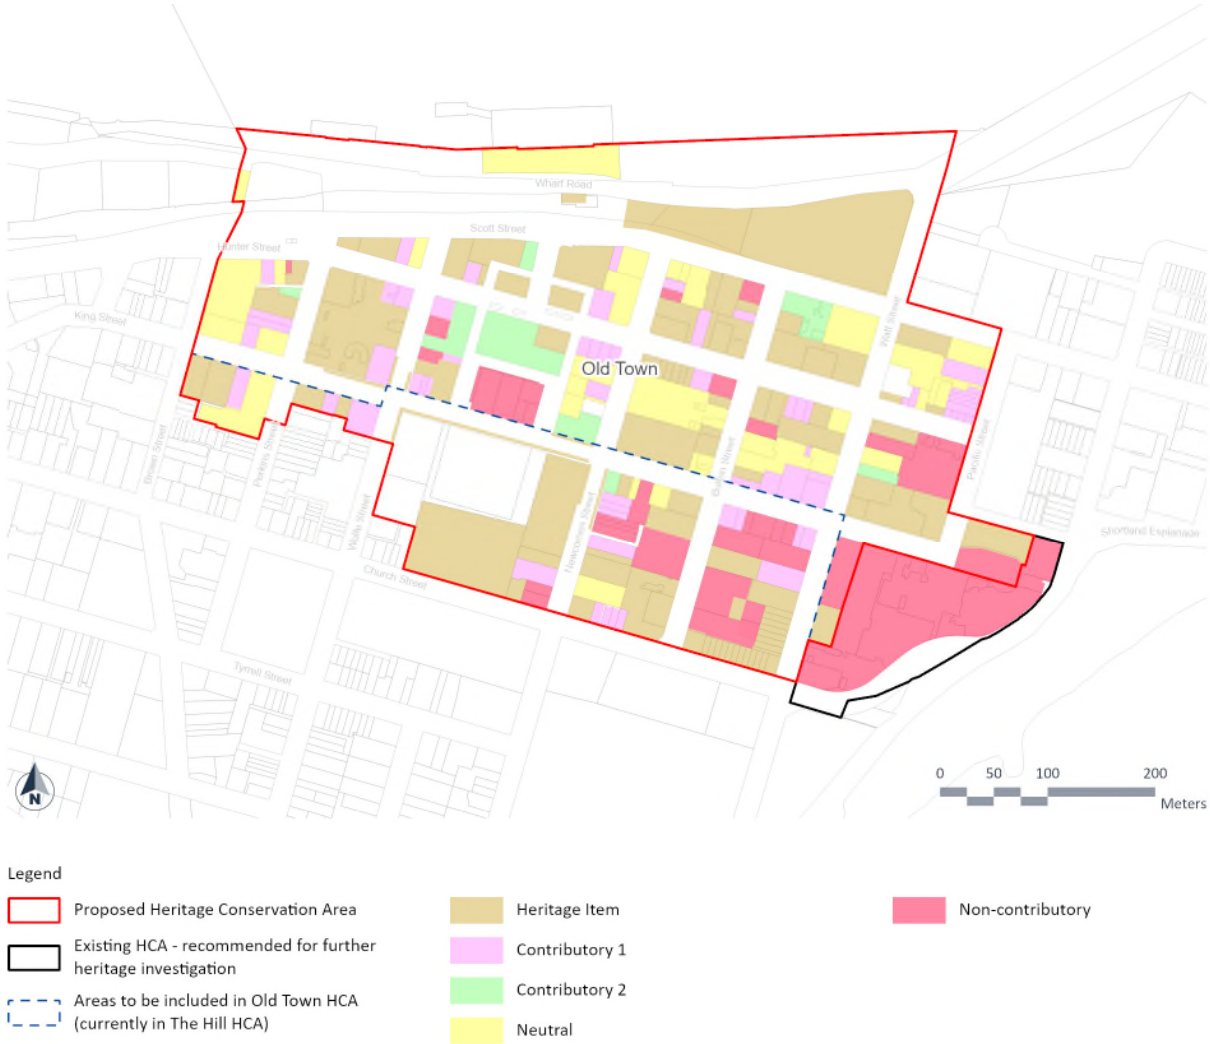 Wharf Road
Scott Street
Hunter Street
King Street
Watt Street
Old Town
Brown Street
Perkins Street
Wolfe Street
Newcomen Street
Bolton Street
Pacific Street
Shortland Esplanade
Church Street
Tyrrell Street
N
0 50 100 200
Meters
Legend
Proposed Heritage Conservation Area
Existing HCA - recommended for further
heritage investigation
Areas to be included in Old Town HCA
(currently in The Hill HCA)
Heritage Item
Contributory 1
Contributory 2
Neutral
Non-contributory